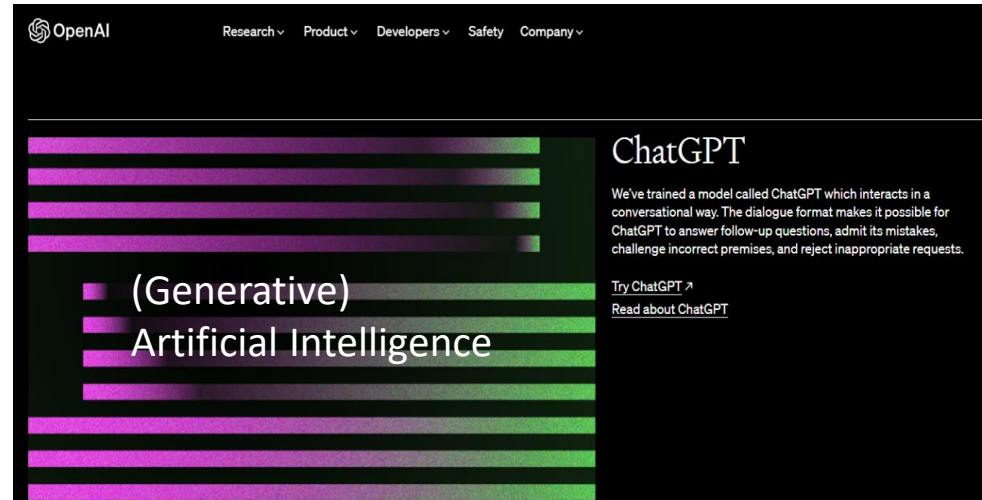 OpenAI
Research Product Developers Safety Company
ChatGPT
We've trained a model called ChatGPT which interacts in a
conversational way. The dialogue format makes it possible for
ChatGPT to answer follow-up questions, admit its mistakes,
challenge incorrect premises, and reject inappropriate requests.
Try ChatGPT ↗
Read about ChatGPT
(Generative)
Artificial Intelligence